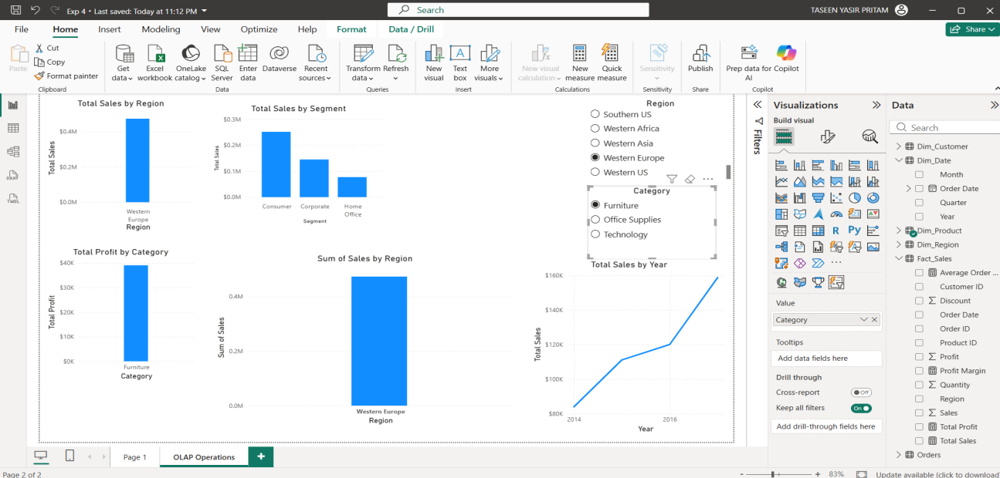 Exp 4 • Last saved: Today at 11:12 PM
Search
TASEEN YASIR PRITAM
File Home Insert Modeling View Optimize Help Format Data / Drill
Share
Paste
Cut
Copy
Format painter
Clipboard
Get data
Excel workbook
OneLake catalog
SQL Server
Enter data
Dataverse
Recent sources
Data
Transform data
Refresh
Queries
New visual
Text box
More visuals
Insert
New visual calculation
New measure
Quick measure
Calculations
Sensitivity
Sensitivity
Publish
Share
Prep data for AI
Copilot
Copilot
Total Sales by Region
Total Sales
$0.4M
$0.2M
$0.0M
Western
Europe
Region
Total Sales by Segment
Total Sales
$0.3M
$0.2M
$0.1M
$0.0M
Consumer Corporate Home
Office
Segment
Region
Southern US
Western Africa
Western Asia
Western Europe
Western US
Category
Furniture
Office Supplies
Technology
Total Profit by Category
Total Profit
$40K
$30K
$20K
$10K
$0K
Furniture
Category
Sum of Sales by Region
Sum of Sales
0.4M
0.2M
0.0M
Western Europe
Region
Total Sales by Year
Total Sales
$160K
$140K
$120K
$100K
$80K
2014 2016
Year
Filters
Visualizations
Build visual
R Py
123
Value
Category
Tooltips
Add data fields here
Drill through
Cross-report Off
Keep all filters On
Add drill-through fields here
Data
Search
Dim_Customer
Dim_Date
Month
Order Date
Quarter
Year
Dim_Product
Dim_Region
Fact_Sales
Average Order ...
Customer ID
Discount
Order Date
Order ID
Product ID
Profit
Profit Margin
Quantity
Region
Sales
Total Profit
Total Sales
Orders
DAX
TMDL
Page 1 OLAP Operations +
Page 2 of 2
- + 83% Update available (click to download)